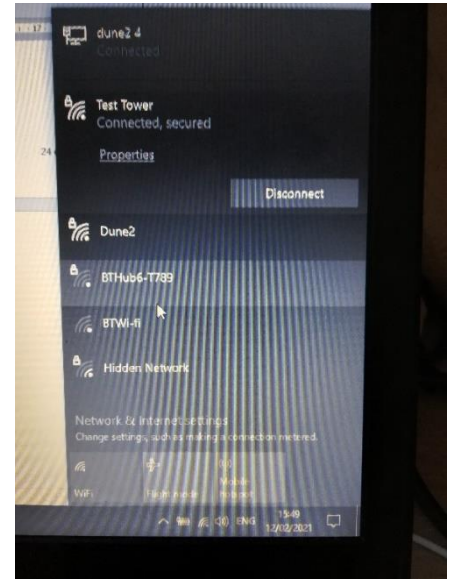 dune2 4
Connected
Test Tower
Connected, secured
Properties
24
Disconnect
Dune2
BTHub6-T789
BTWi-fi
Hidden Network
Network & Internet settings
Change settings, such as making a connection metered.
WiFi
Flight mode
Mobile
hotspot
ENG
15:49
12/02/2021